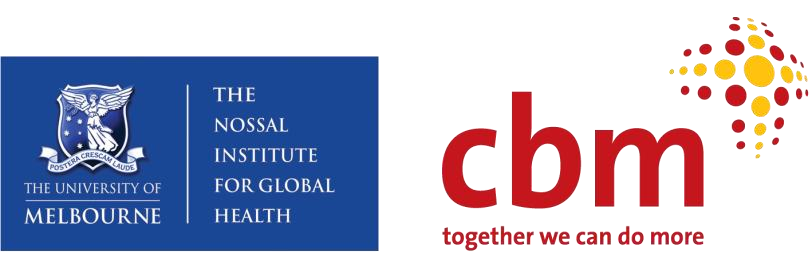 POSTERA CRESCAM LAUDE
THE UNIVERSITY OF
MELBOURNE
THE
NOSSAL
INSTITUTE
FOR GLOBAL
HEALTH
cbm
together we can do more